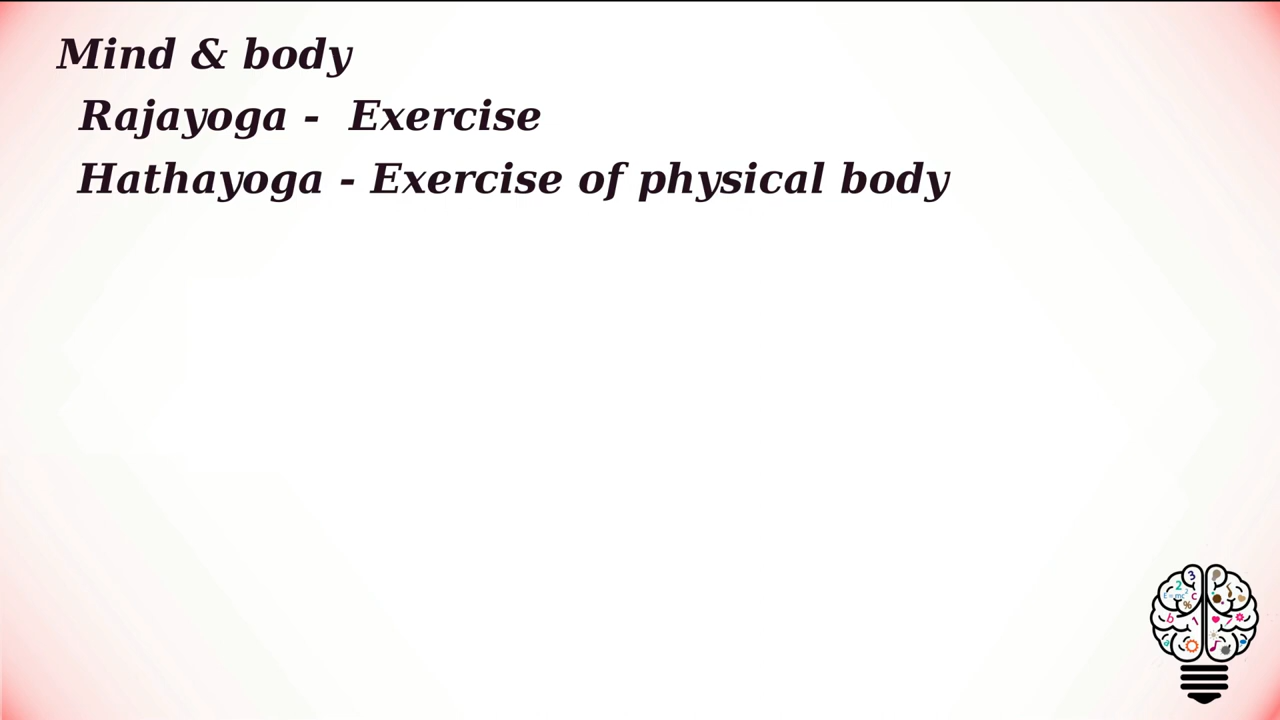 Mind & body
Rajayoga - Exercise
Hathayoga - Exercise of physical body